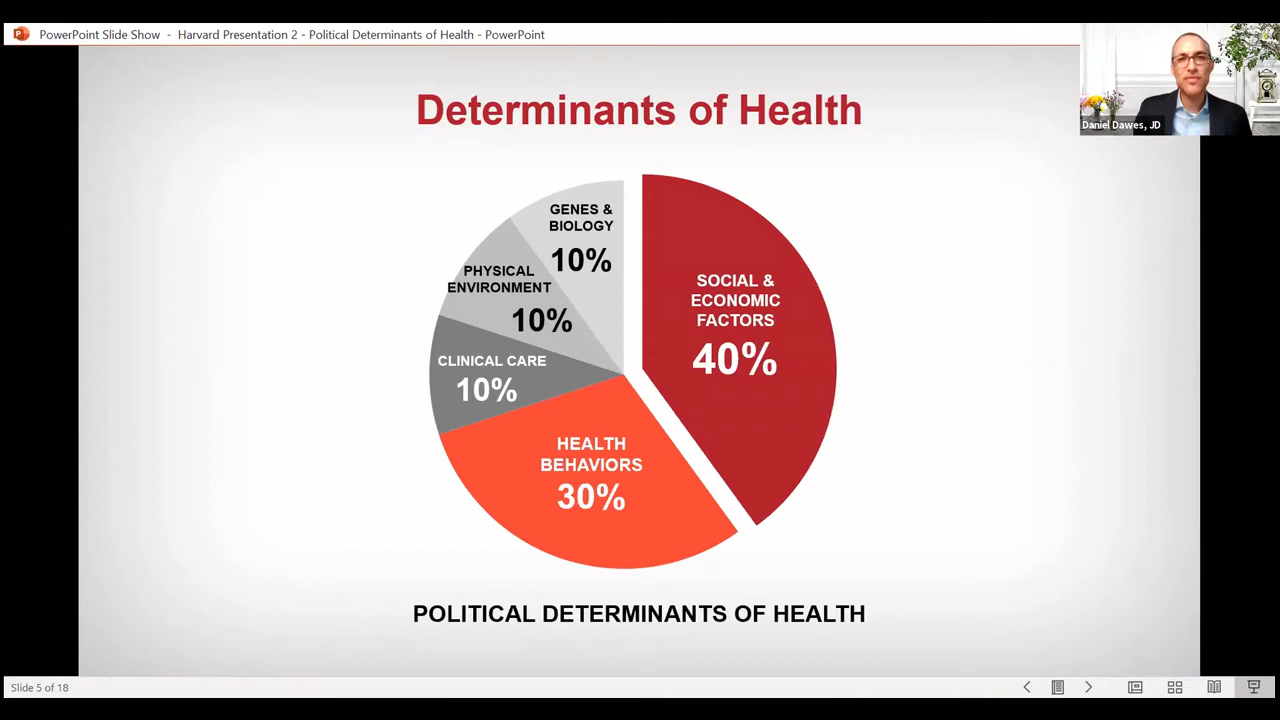 PowerPoint Slide Show - Harvard Presentation 2 - Political Determinants of Health - PowerPoint
Daniel Dawes, JD
Determinants of Health
GENES &
BIOLOGY
10%
PHYSICAL
ENVIRONMENT
10%
CLINICAL CARE
10%
SOCIAL &
ECONOMIC
FACTORS
40%
HEALTH
BEHAVIORS
30%
POLITICAL DETERMINANTS OF HEALTH
Slide 5 of 18